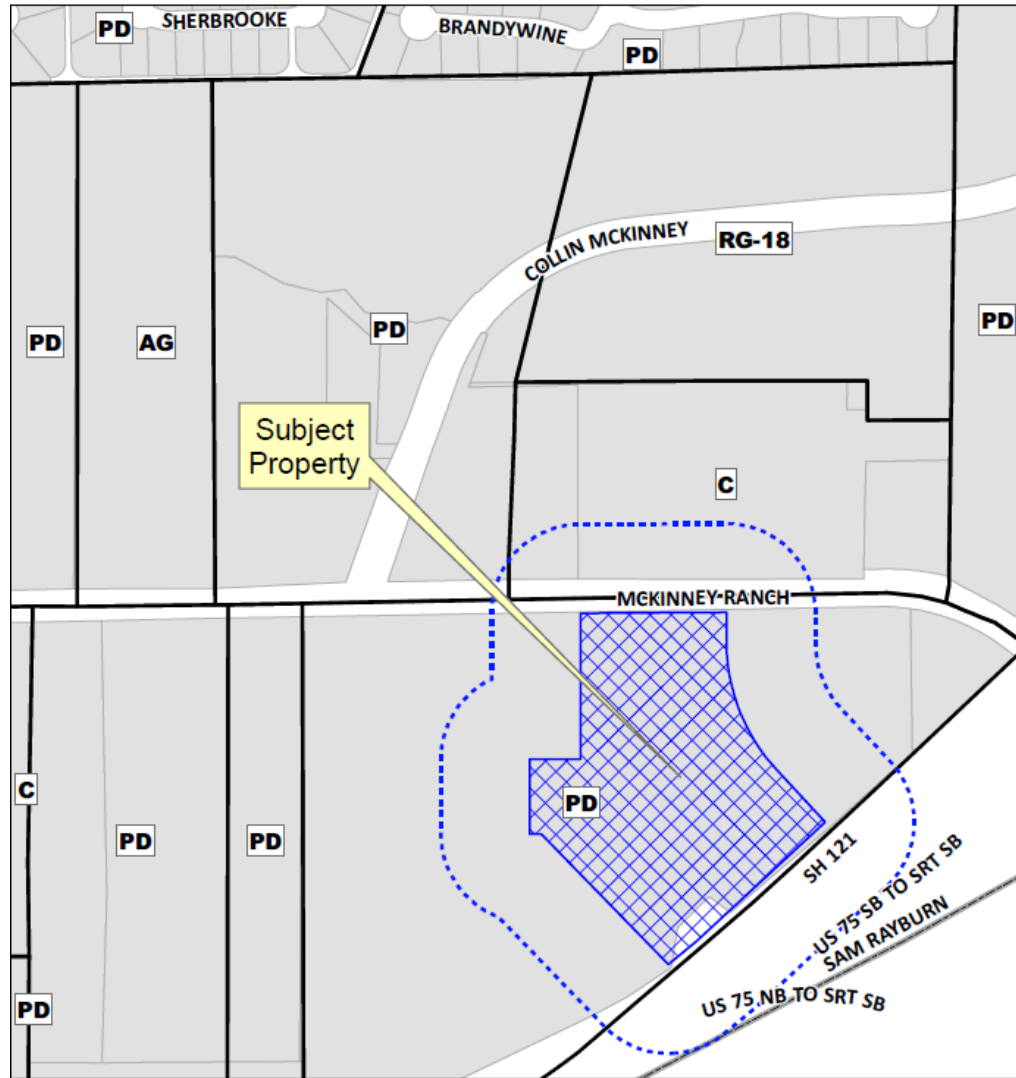 PD
SHERBROOKE
BRANDYWINE
PD
COLLIN MCKINNEY
RG-18
PD
PD
AG
PD
Subject
Property
C
MCKINNEY RANCH
C
PD
PD
PD
SH 121
US 75 SB TO SRT SB
SAM RAYBURN
US 75 NB TO SRT SB
PD